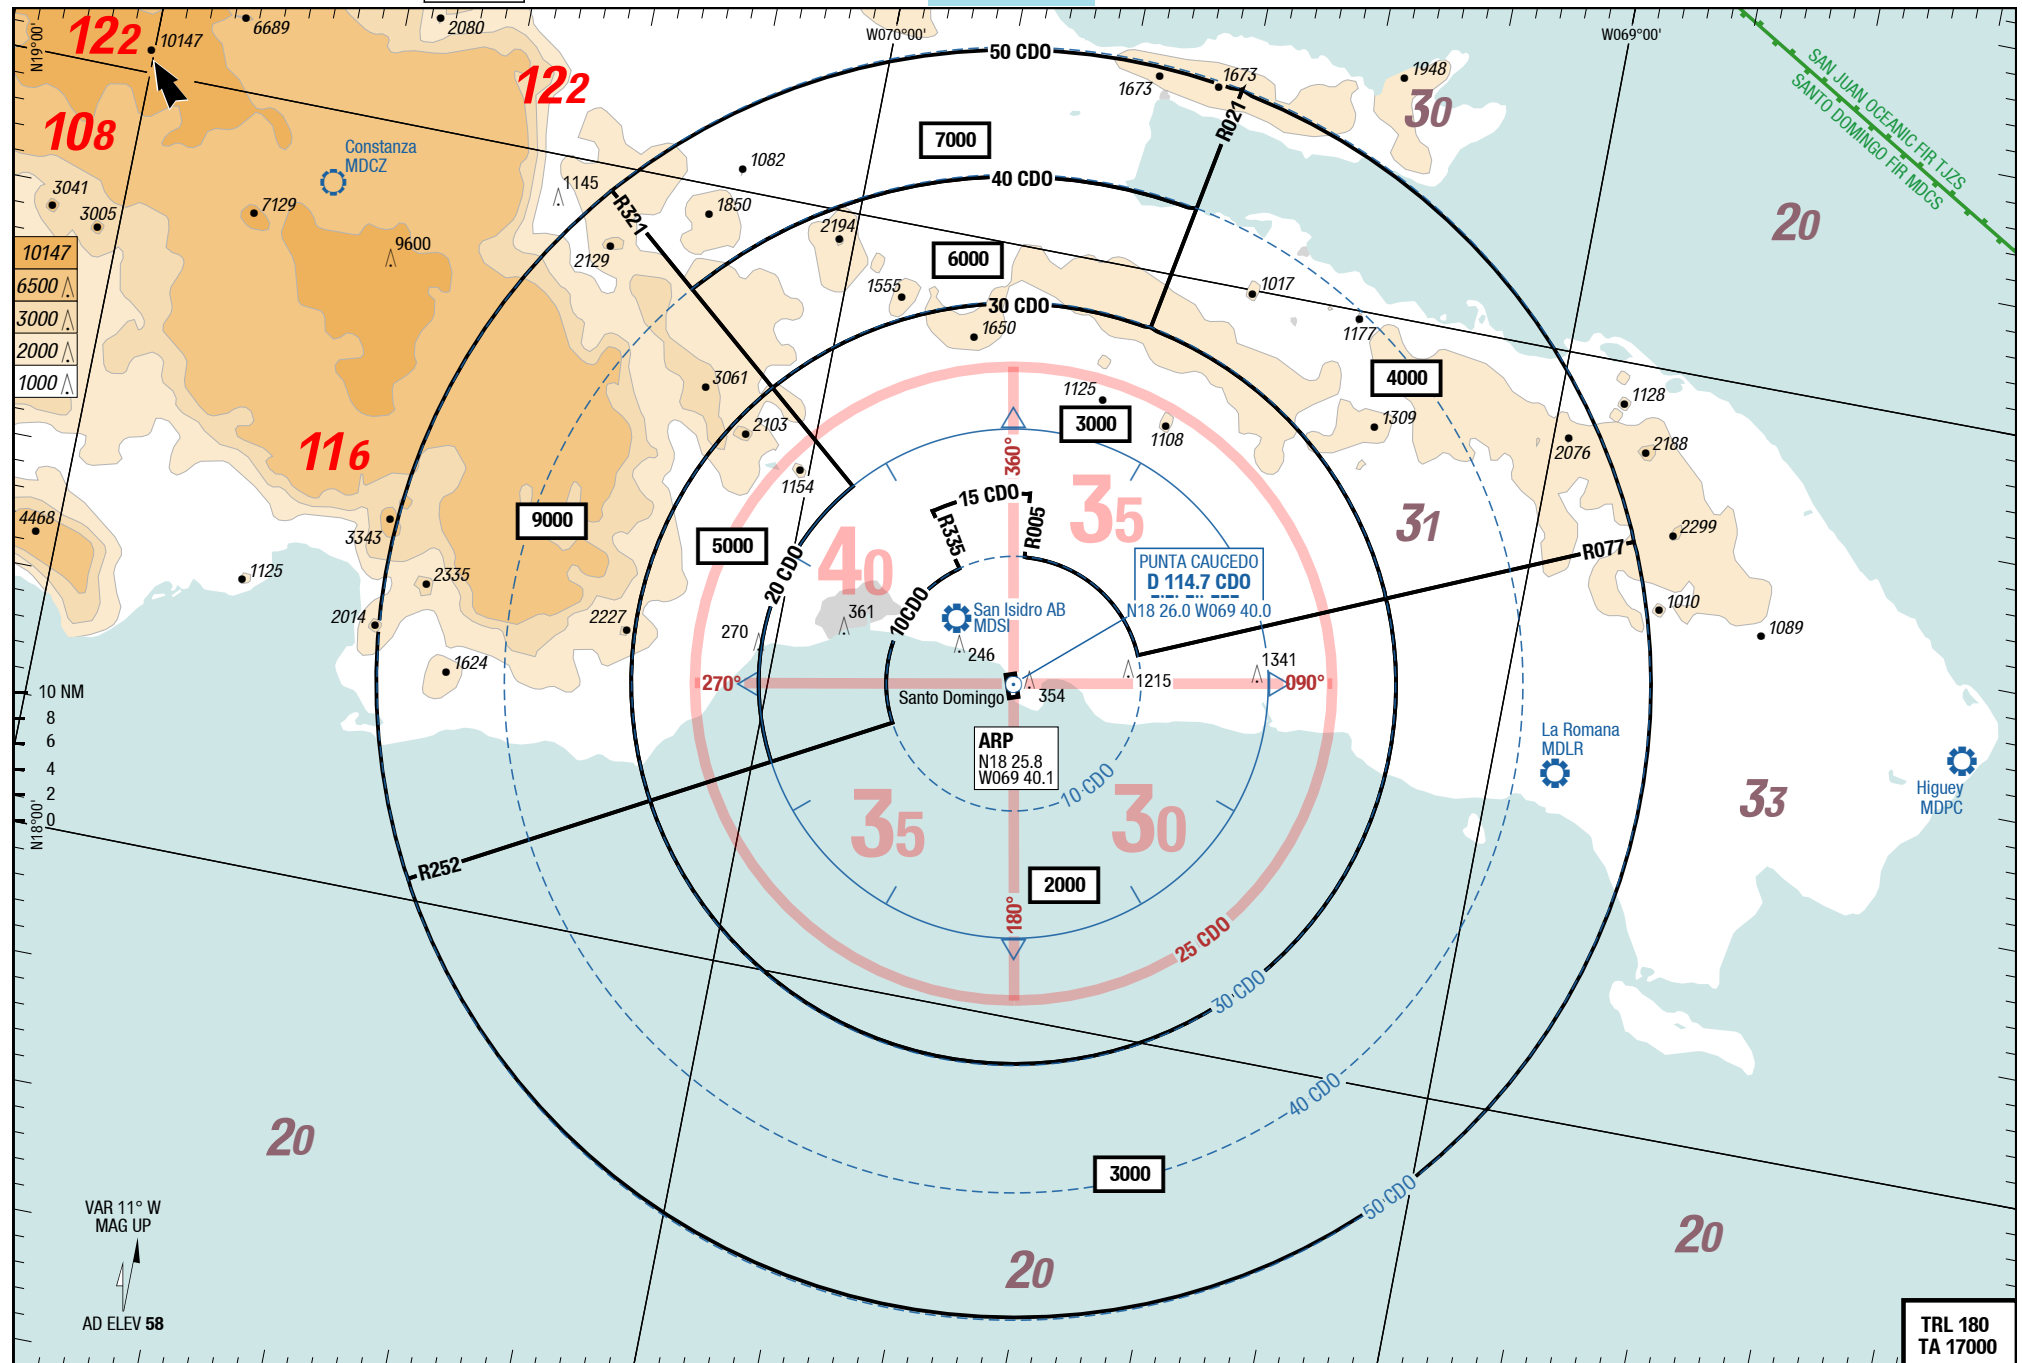 122
10147
6689
2080
N19°00'
W070°00'
W069°00'
50 CDO
122
1673
1673
1948
30
SAN JUAN OCEANIC FIR TJZS
SANTO DOMINGO FIR MDCS
108
Constanza
MDCZ
7000
R021
1082
40 CDO
3041
3005
7129
1145
R321
1850
2194
2129
20
9600
6000
10147
6500
3000
2000
1000
1555
30 CDO
1650
1017
1177
3061
4000
1125
3000
1108
1309
1128
2103
2076
2188
116
360°
1154
15 CDO
35
4468
9000
3343
5000
40
R335
R005
31
2299
R077
PUNTA CAUCEDO
D 114.7 CDO
N18 26.0 W069 40.0
1125
2335
20 CDO
10CDO
San Isidro AB
MDSI
361
2014
2227
270
246
1010
1089
1624
1341
1215
270°
090°
354
Santo Domingo
10 NM
8
6
4
2
0
N18°00'
ARP
N18 25.8
W069 40.1
La Romana
MDLR
Higuey
MDPC
10 CDO
35
30
33
R252
2000
180°
25 CDO
30 CDO
40 CDO
20
3000
50 CDO
VAR 11° W
MAG UP
20
20
AD ELEV 58
TRL 180
TA 17000